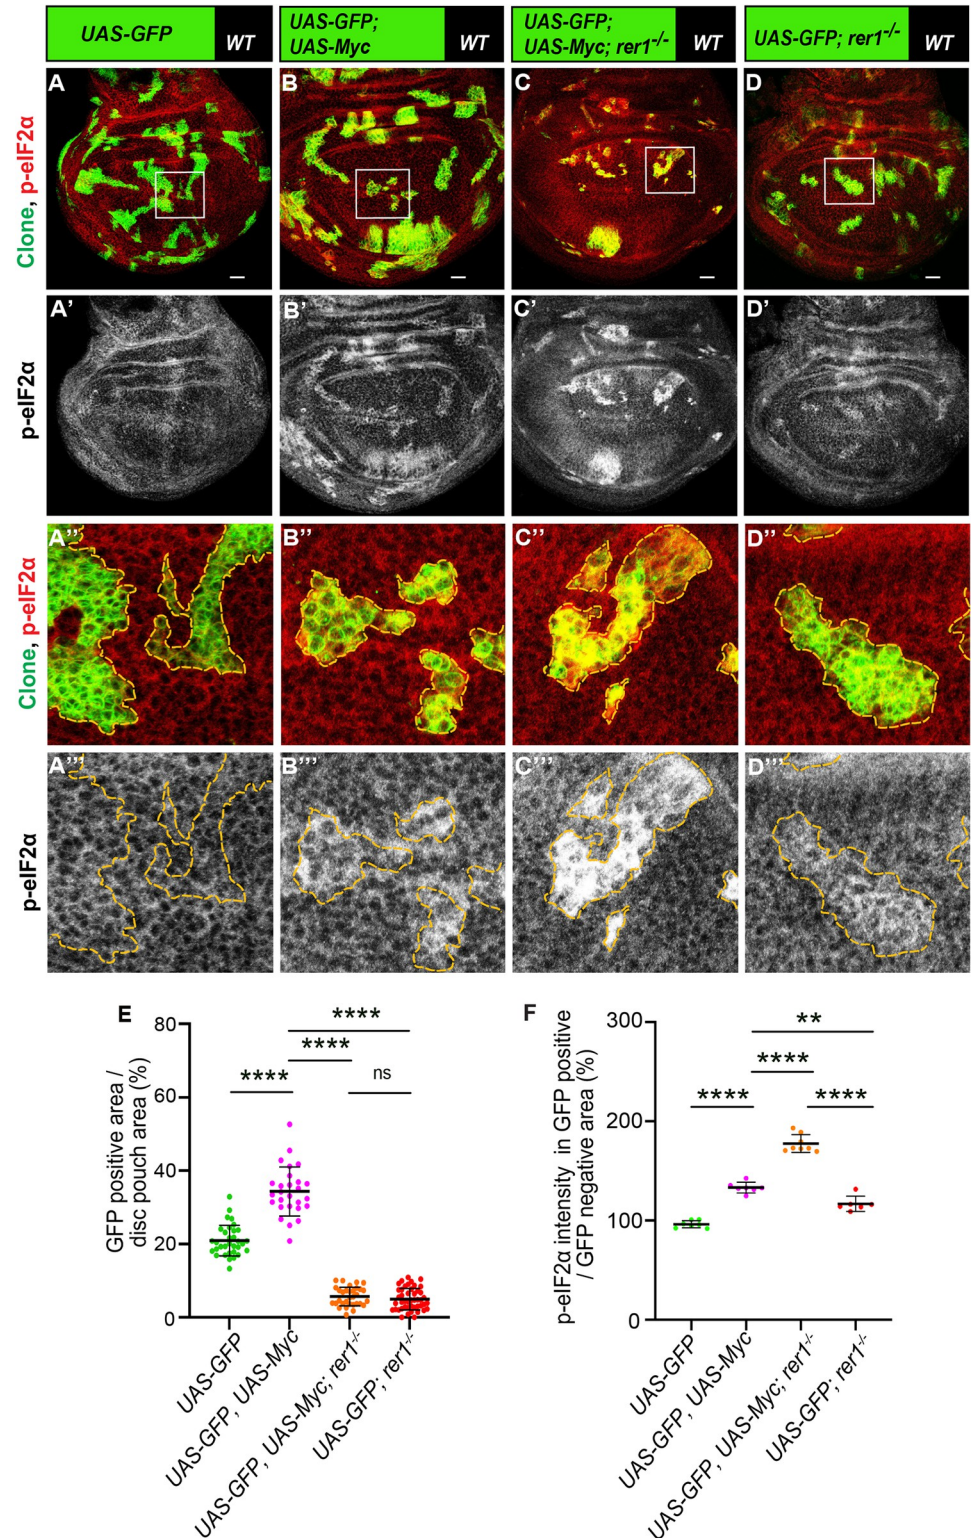 UAS-GFP WT
UAS-GFP;
UAS-Myc WT
UAS-GFP;
UAS-Myc; rer1-/- WT
UAS-GFP; rer1-/- WT
Clone, p-eIF2α
A B C D
p-eIF2α
A' B' C' D'
Clone, p-eIF2α
A'' B'' C'' D''
p-eIF2α
A''' B''' C''' D'''
E
GFP positive area /
disc pouch area (%)
80
60
40
20
0
****
****
****
ns
UAS-GFP
UAS-GFP, UAS-Myc
UAS-GFP, UAS-Myc; rer1-/-
UAS-GFP; rer1-/-
F
p-eIF2α intensity in GFP positive
/ GFP negative area (%)
300
200
100
0
**
****
****
****
UAS-GFP
UAS-GFP, UAS-Myc
UAS-GFP, UAS-Myc; rer1-/-
UAS-GFP; rer1-/-